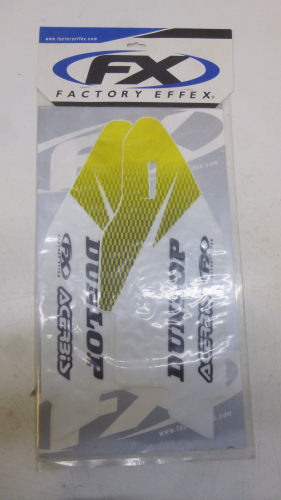 www.factoryeffex.com
FX
FACTORY EFFEX
DUNLOP
ACERBIS
DUNLOP
ACERBIS